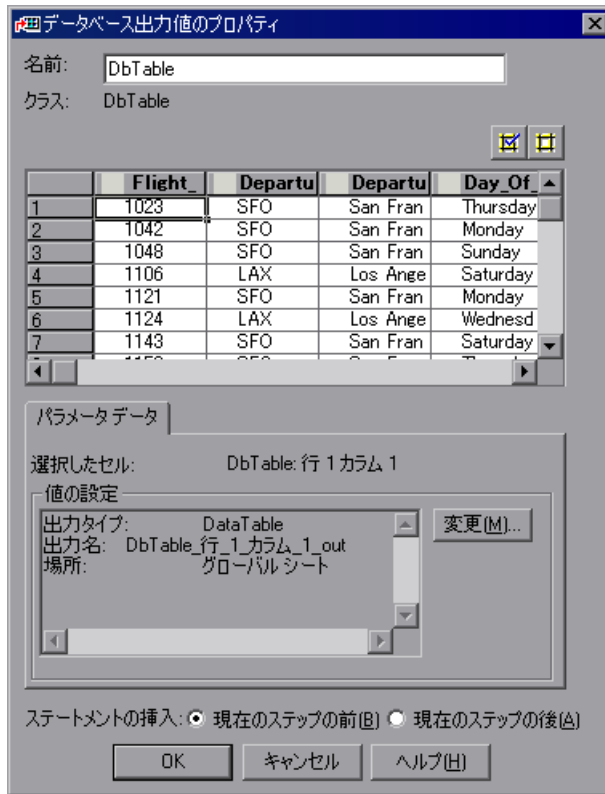 データベース出力値のプロパティ
名前: DbTable
クラス: DbTable
Flight_ Departu Departu Day_Of_
1 1023 SFO San Fran Thursday
2 1042 SFO San Fran Monday
3 1048 SFO San Fran Sunday
4 1106 LAX Los Ange Saturday
5 1121 SFO San Fran Monday
6 1124 LAX Los Ange Wednesd
7 1143 SFO San Fran Saturday
パラメータ データ
選択したセル: DbTable: 行 1 カラム 1
値の設定
出力タイプ: DataTable
出力名: DbTable_行_1_カラム_1_out
場所: グローバル シート
変更(M)...
ステートメントの挿入: 現在のステップの前(B) 現在のステップの後(A)
OK キャンセル ヘルプ(H)